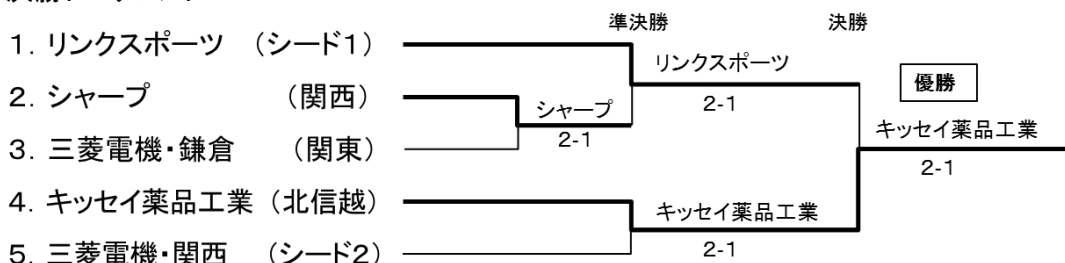 準決勝 決勝
1. リンクスポーツ (シード1)
リンクスポーツ
2-1
優勝
2. シャープ (関西)
シャープ
2-1
3. 三菱電機・鎌倉 (関東)
キッセイ薬品工業
2-1
4. キッセイ薬品工業 (北信越)
キッセイ薬品工業
2-1
5. 三菱電機・関西 (シード2)